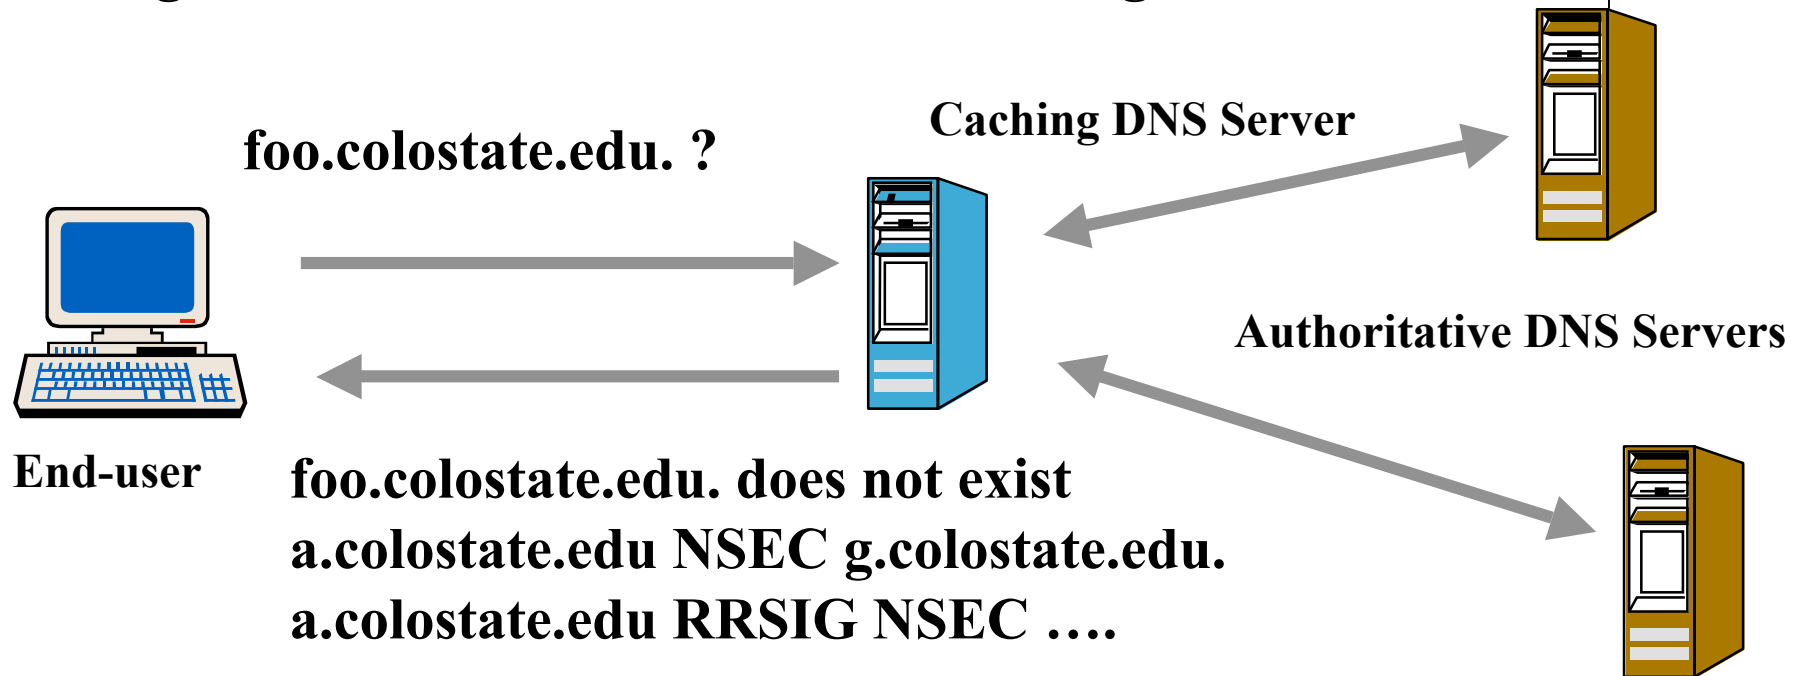 foo.colostate.edu. ?
Caching DNS Server
Authoritative DNS Servers
End-user
foo.colostate.edu. does not exist
a.colostate.edu NSEC g.colostate.edu.
a.colostate.edu RRSIG NSEC ....